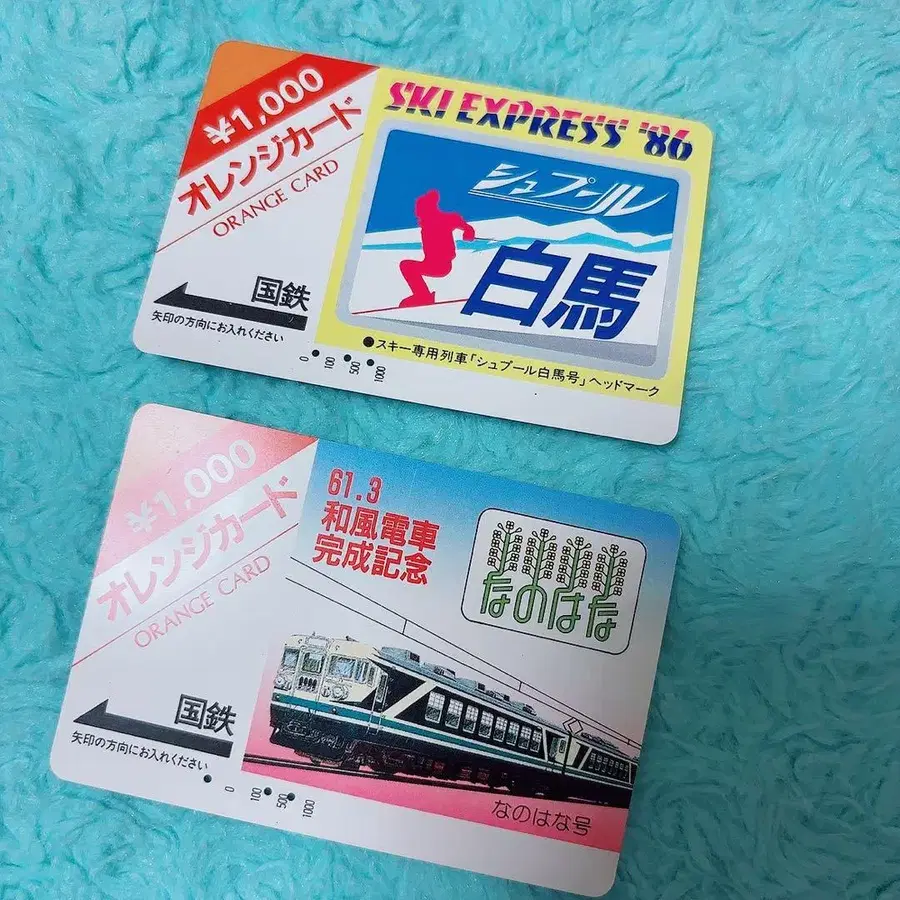 ¥1,000
オレンジカード
ORANGE CARD
国鉄
矢印の方向にお入れください
0 100 500 1000
SKI EXPRESS '86
シュプール
白馬
●スキー専用列車「シュプール白馬号」ヘッドマーク
¥1,000
オレンジカード
ORANGE CARD
国鉄
矢印の方向にお入れください
0 100 500 1000
61.3
和風電車
完成記念
なのはな
なのはな号